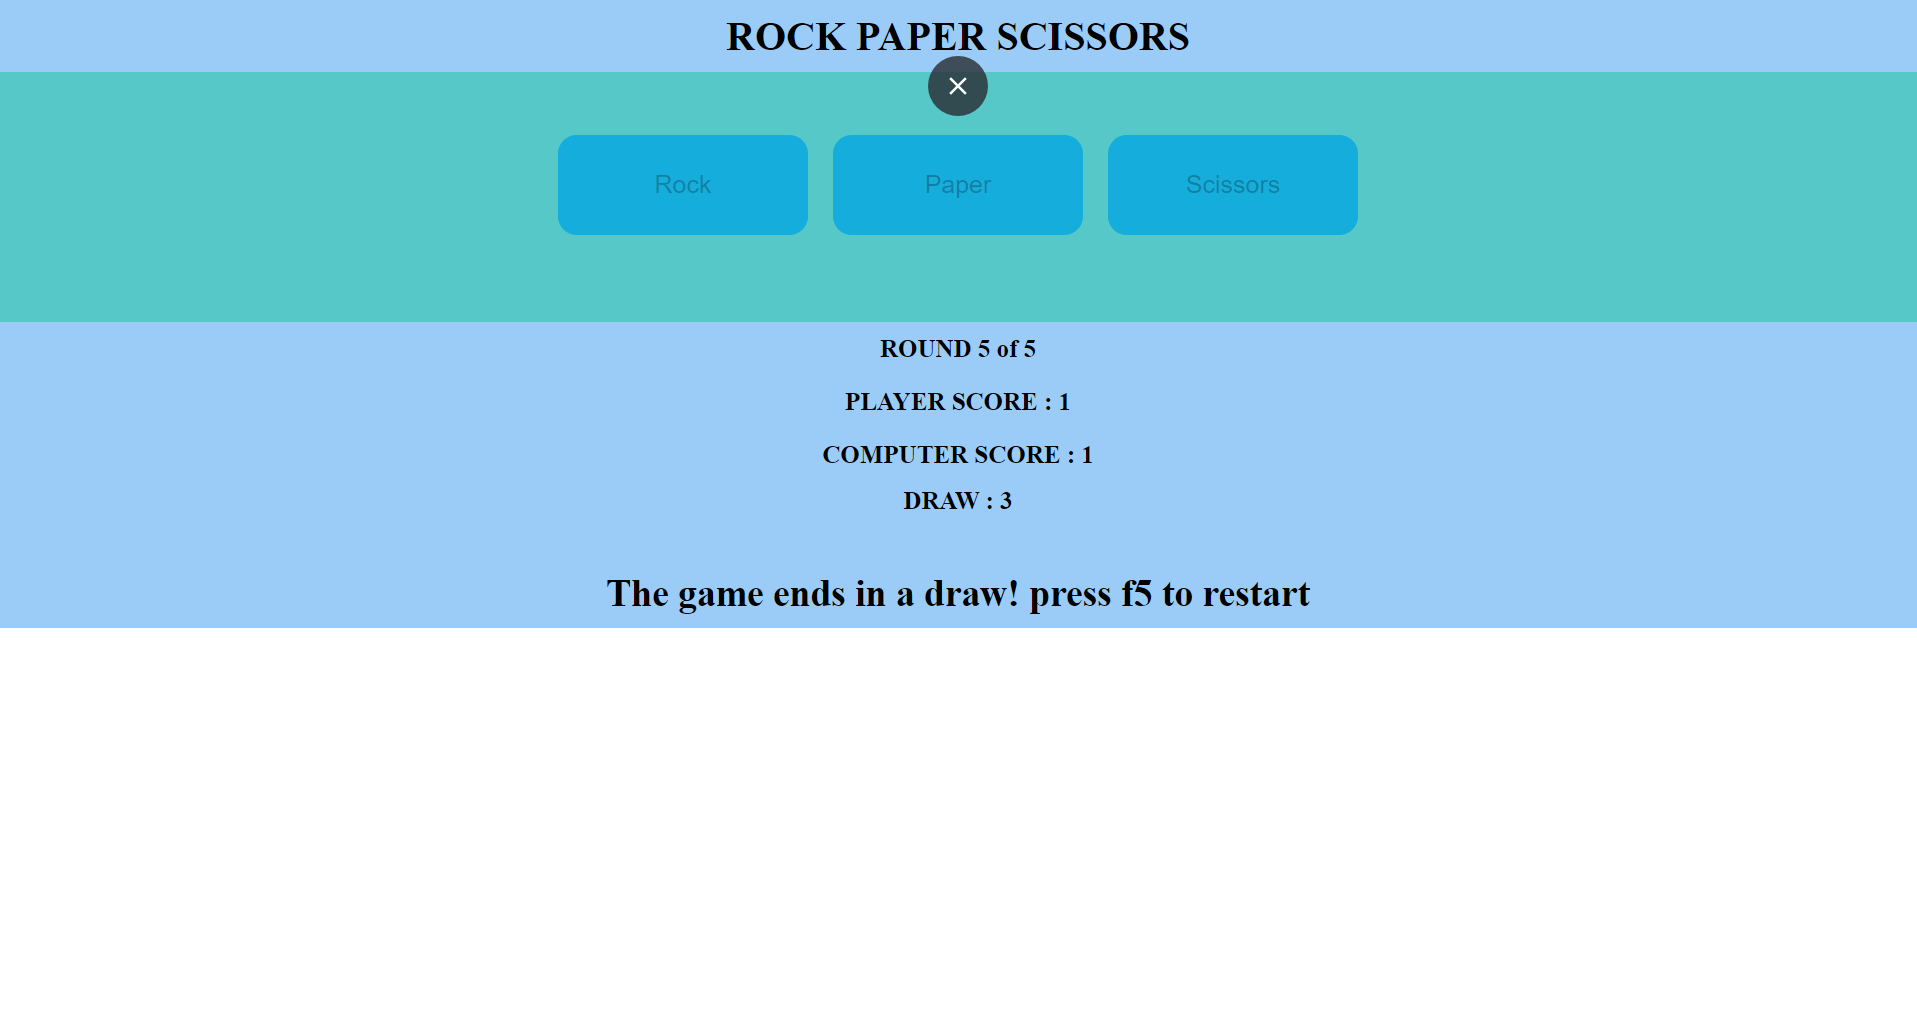 ROCK PAPER SCISSORS
Rock Paper Scissors
ROUND 5 of 5
PLAYER SCORE : 1
COMPUTER SCORE : 1
DRAW : 3
The game ends in a draw! press f5 to restart